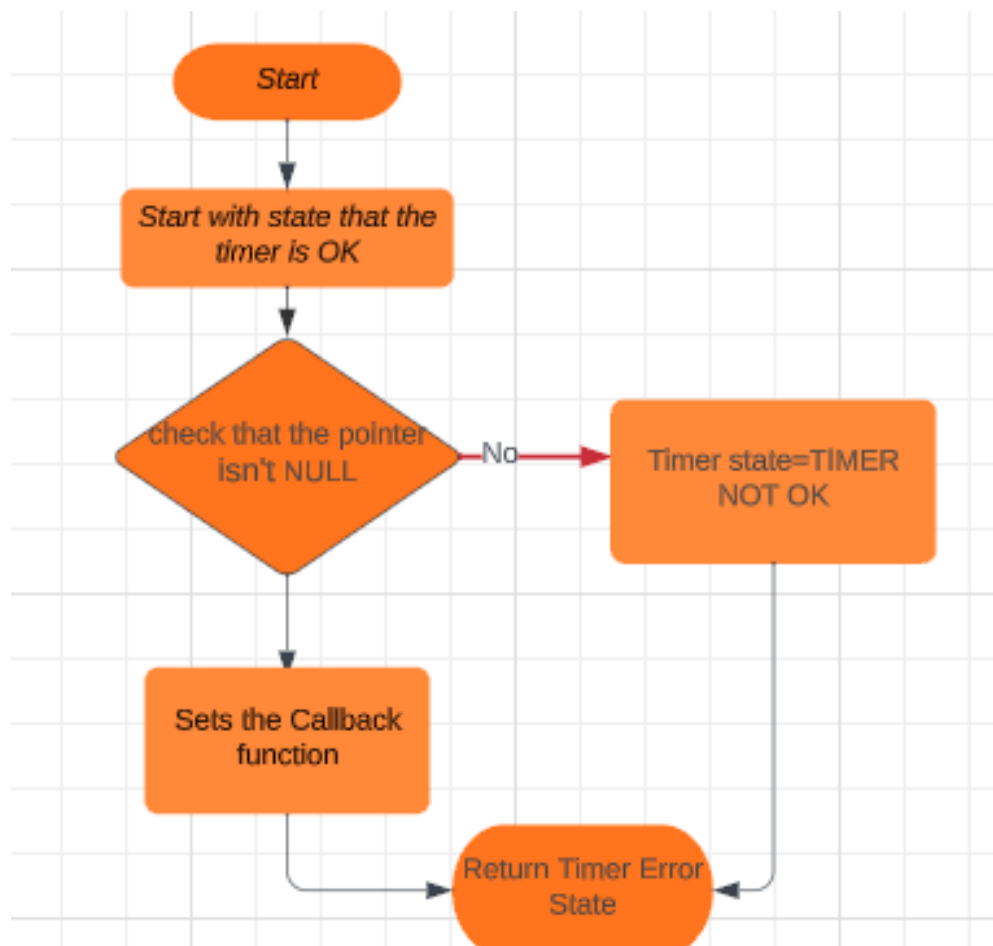 Start
Start with state that the
timer is OK
check that the pointer
isn't NULL
No
Timer state=TIMER
NOT OK
Sets the Callback
function
Return Timer Error
State